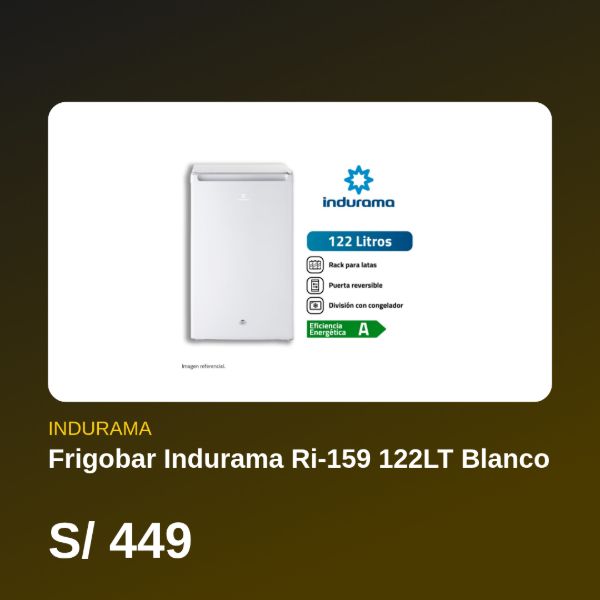 indurama
122 Litros
Rack para latas
Puerta reversible
División con congelador
Eficiencia
Energética
A
Imagen referencial.
INDURAMA
Frigobar Indurama Ri-159 122LT Blanco
S/ 449